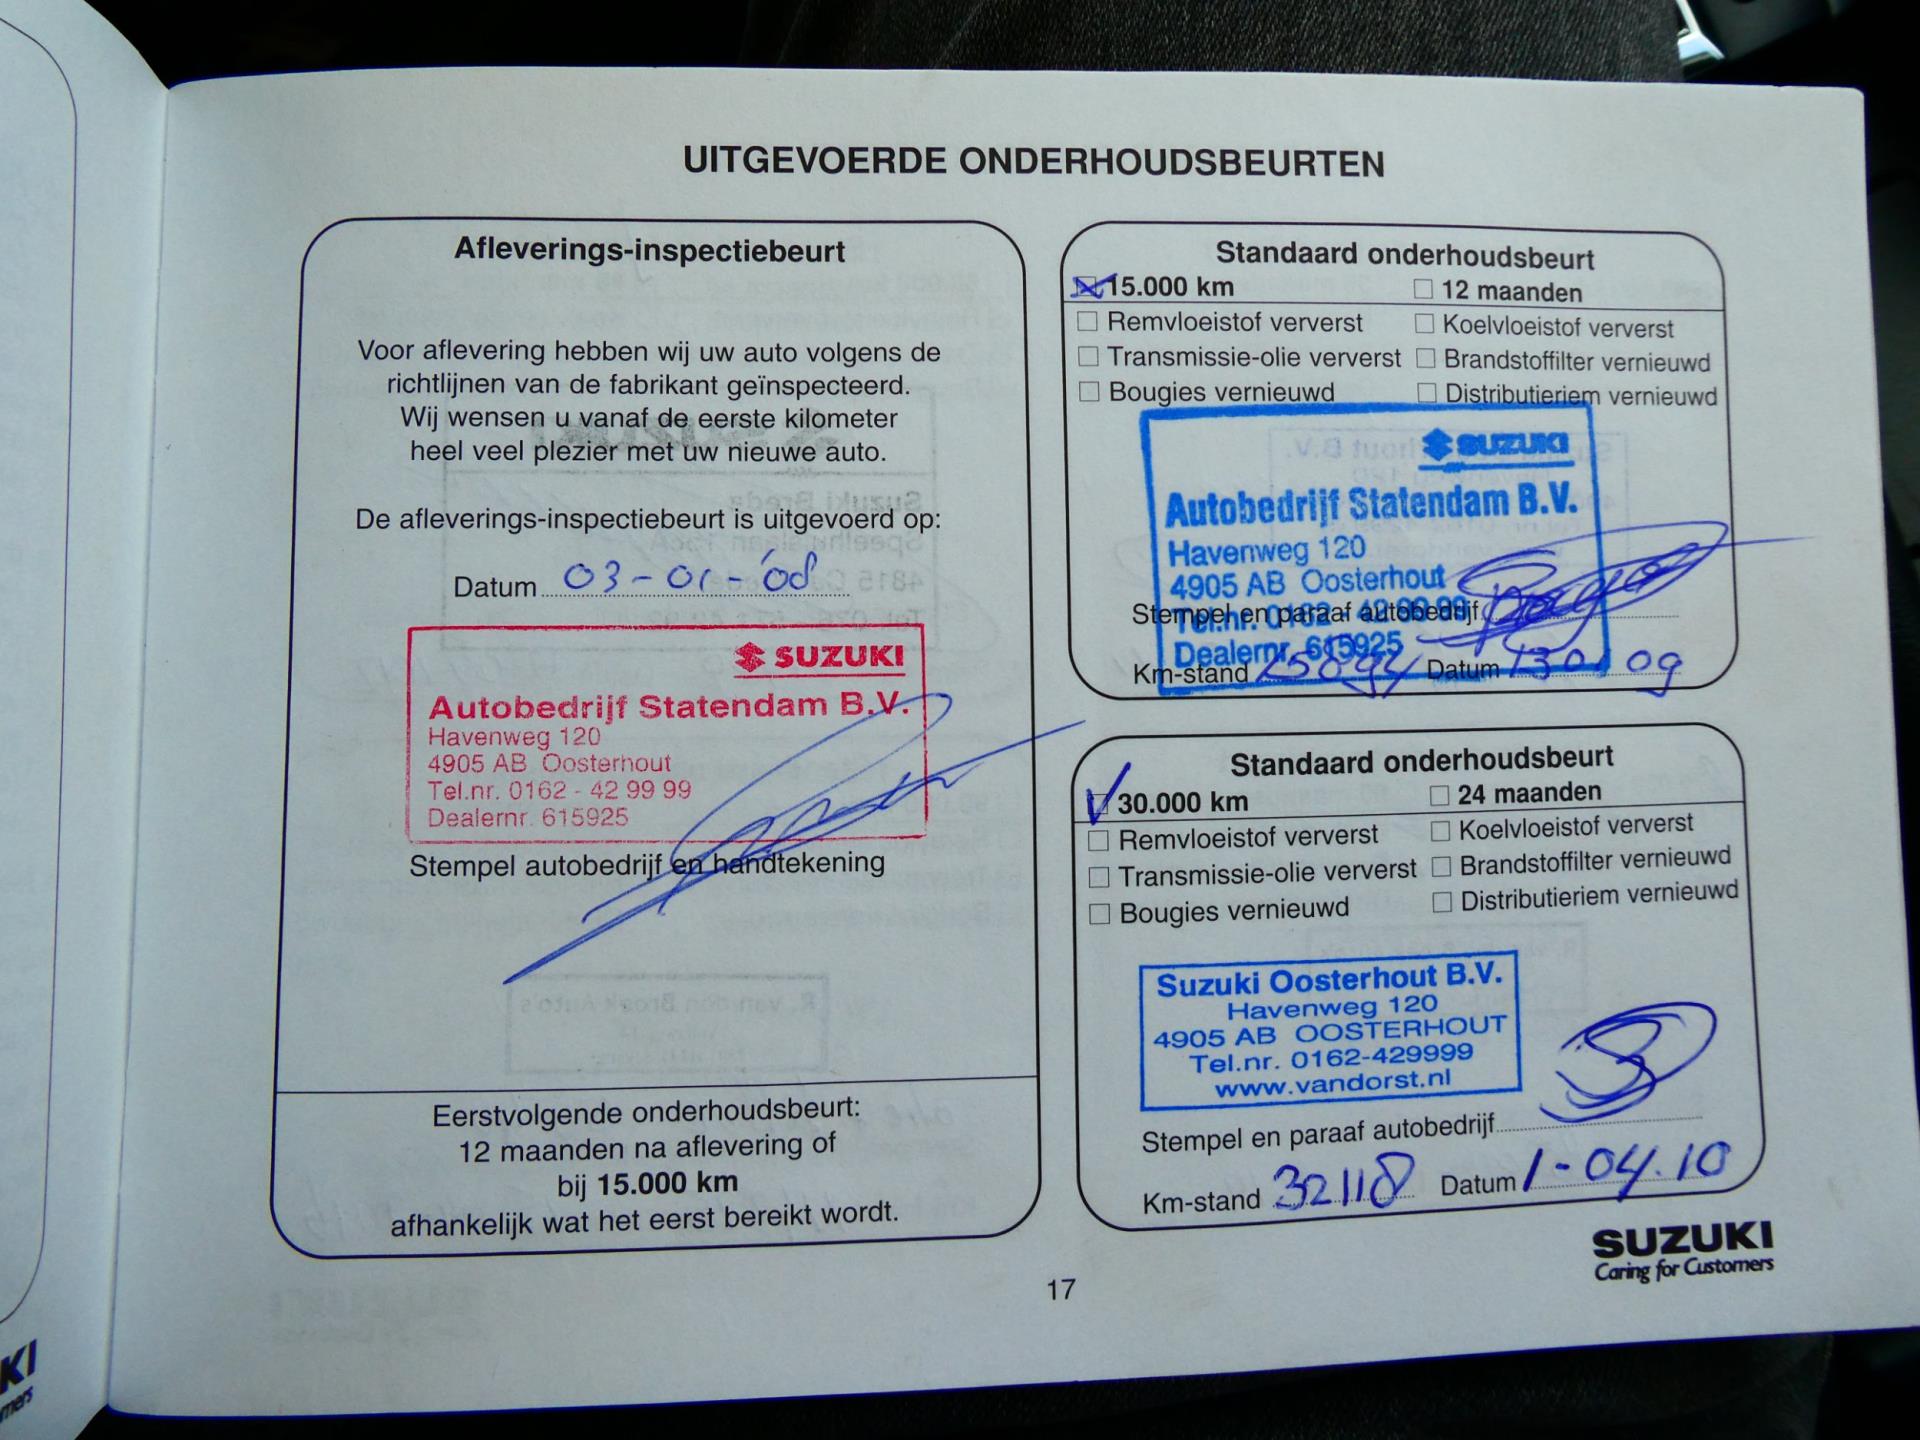 UITGEVOERDE ONDERHOUDSBEURTEN
Afleverings-inspectiebeurt
Voor aflevering hebben wij uw auto volgens de
richtlijnen van de fabrikant geïnspecteerd.
Wij wensen u vanaf de eerste kilometer
heel veel plezier met uw nieuwe auto.
De afleverings-inspectiebeurt is uitgevoerd op:
Datum 03-01-'08
SUZUKI
Autobedrijf Statendam B.V.
Havenweg 120
4905 AB Oosterhout
Tel.nr. 0162 - 42 99 99
Dealernr. 615925
Stempel autobedrijf en handtekening
Eerstvolgende onderhoudsbeurt:
12 maanden na aflevering of
bij 15.000 km
afhankelijk wat het eerst bereikt wordt.
Standaard onderhoudsbeurt
15.000 km 12 maanden
Remvloeistof ververst Koelvloeistof ververst
Transmissie-olie ververst Brandstoffilter vernieuwd
Bougies vernieuwd Distributieriem vernieuwd
SUZUKI
Autobedrijf Statendam B.V.
Havenweg 120
4905 AB Oosterhout
Tel.nr. 0162 - 42 99 99
Dealernr. 615925
Stempel en paraaf autobedrijf
Km-stand Datum
Standaard onderhoudsbeurt
30.000 km 24 maanden
Remvloeistof ververst Koelvloeistof ververst
Transmissie-olie ververst Brandstoffilter vernieuwd
Bougies vernieuwd Distributieriem vernieuwd
Suzuki Oosterhout B.V.
Havenweg 120
4905 AB OOSTERHOUT
Tel.nr. 0162-429999
www.vandorst.nl
Stempel en paraaf autobedrijf
Km-stand 32118 Datum 1-04.10
SUZUKI
Caring for Customers
17
KI
mers